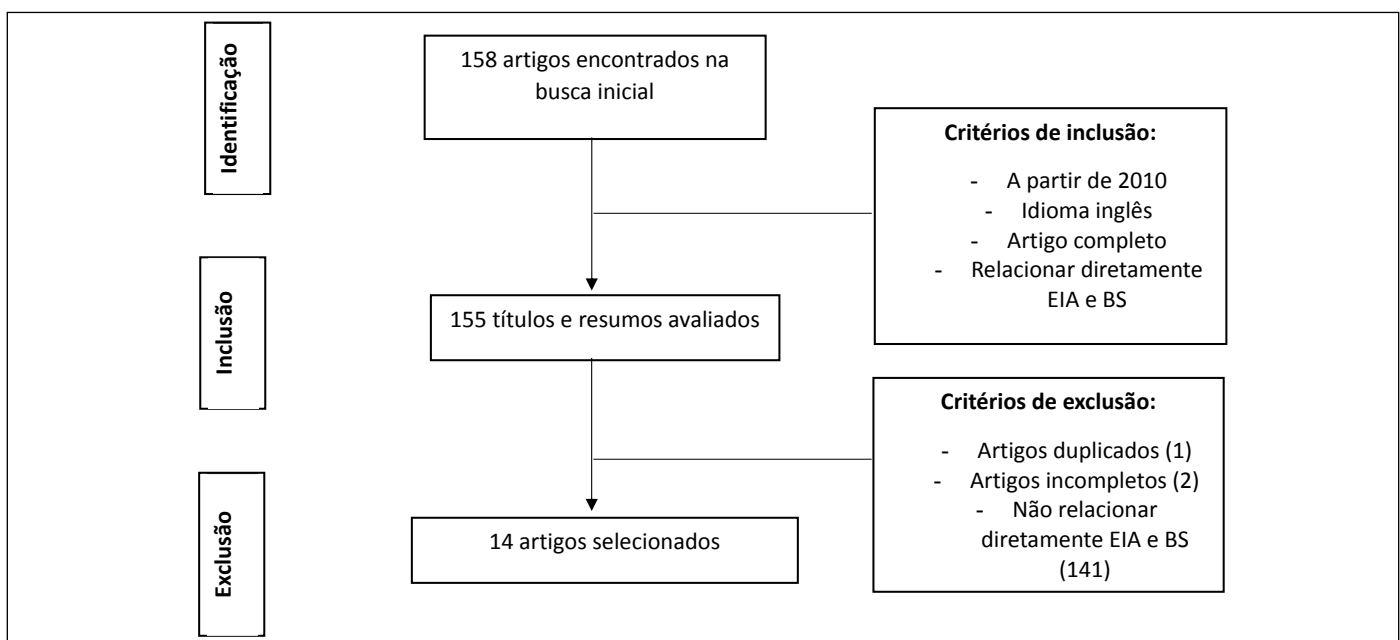 Identificação
158 artigos encontrados na
busca inicial
Critérios de inclusão:
- A partir de 2010
- Idioma inglês
- Artigo completo
- Relacionar diretamente
EIA e BS
Inclusão
155 títulos e resumos avaliados
Critérios de exclusão:
- Artigos duplicados (1)
- Artigos incompletos (2)
- Não relacionar
diretamente EIA e BS
(141)
Exclusão
14 artigos selecionados